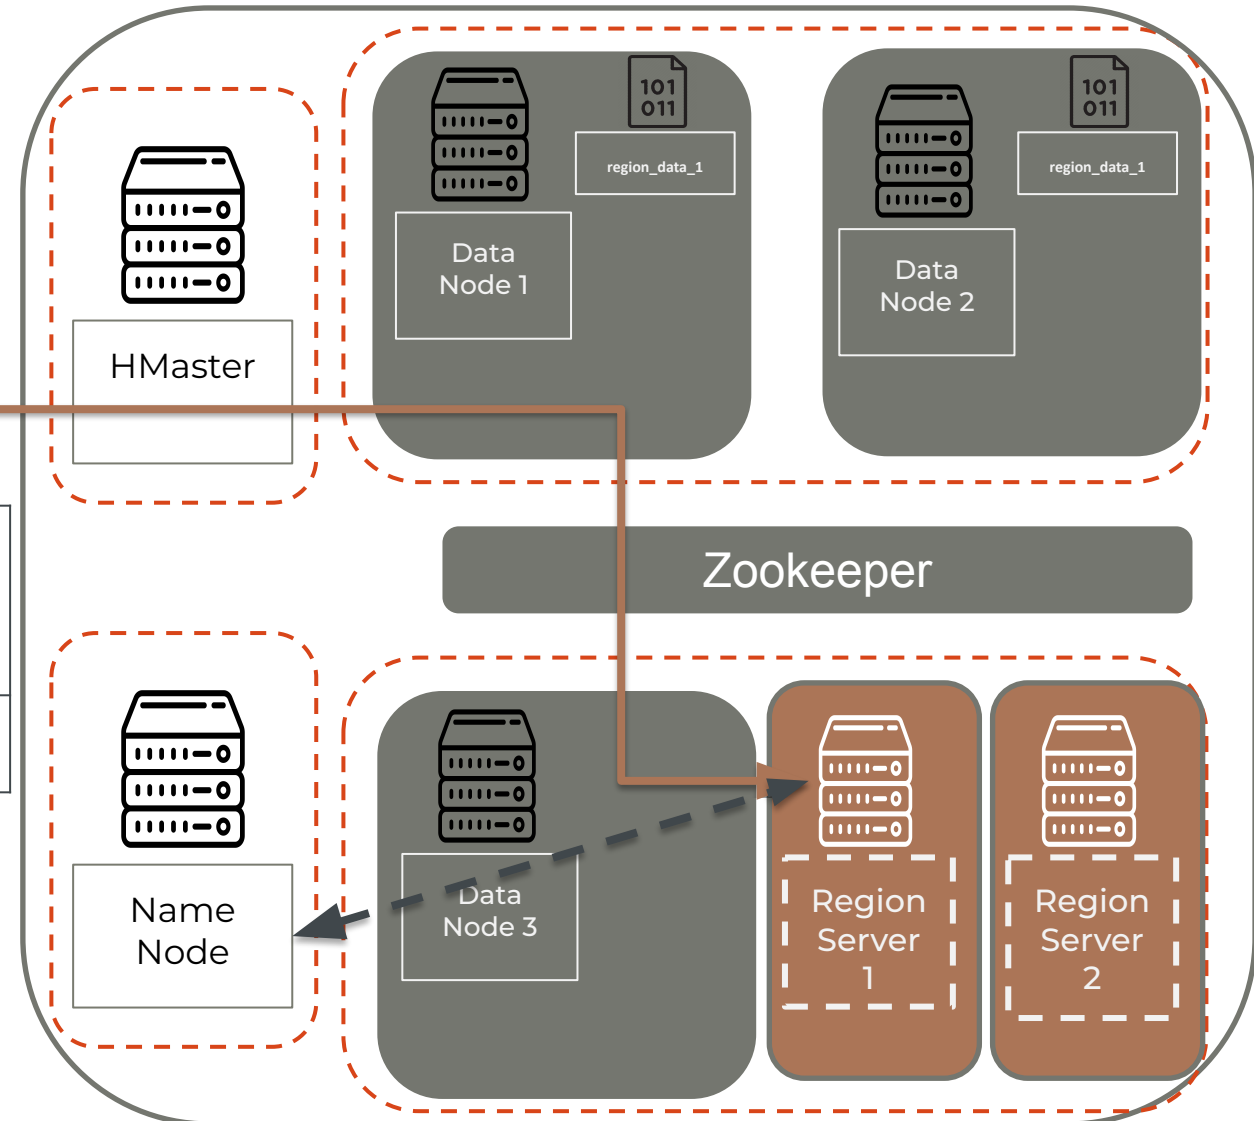 101
011
region_data_1
101
011
region_data_1
Data
Node 1
Data
Node 2
HMaster
Zookeeper
Name
Node
Data
Node 3
Region
Server
1
Region
Server
2